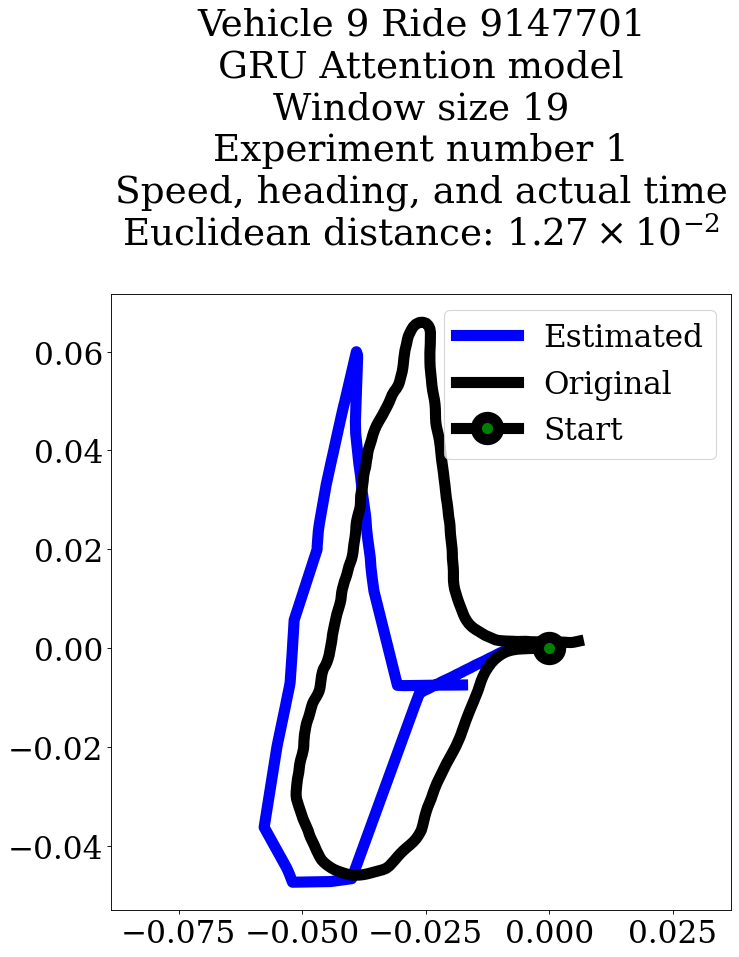 Vehicle 9 Ride 9147701
GRU Attention model
Window size 19
Experiment number 1
Speed, heading, and actual time
Euclidean distance: $1.27 \times 10^{-2}$
Estimated
Original
Start
0.06
0.04
0.02
0.00
−0.02
−0.04
−0.075 −0.050 −0.025 0.000 0.025